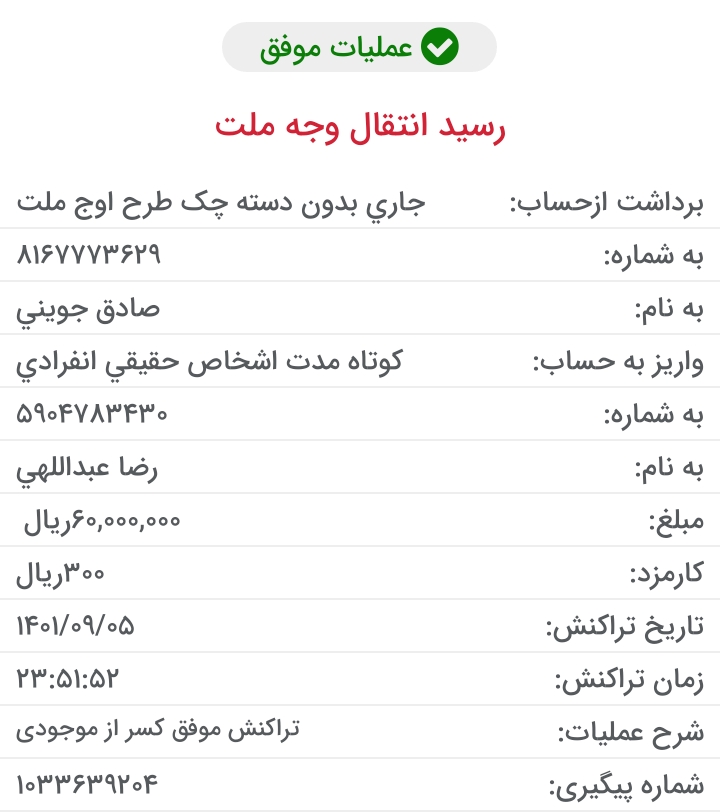 عملیات موفق
رسید انتقال وجه ملت
برداشت ازحساب: جاري بدون دسته چک طرح اوج ملت
به شماره: ۸۱۶۷۷۷۳۶۲۹
به نام: صادق جويني
واریز به حساب: کوتاه مدت اشخاص حقيقي انفرادي
به شماره: ۵۹۰۴۷۸۳۴۳۰
به نام: رضا عبداللهي
مبلغ: ۶۰,۰۰۰,۰۰۰ریال
کارمزد: ۳۰۰ریال
تاریخ تراکنش: ۱۴۰۱/۰۹/۰۵
زمان تراکنش: ۲۳:۵۱:۵۲
شرح عملیات: تراکنش موفق کسر از موجودی
شماره پیگیری: ۱۰۳۳۶۳۹۲۰۴